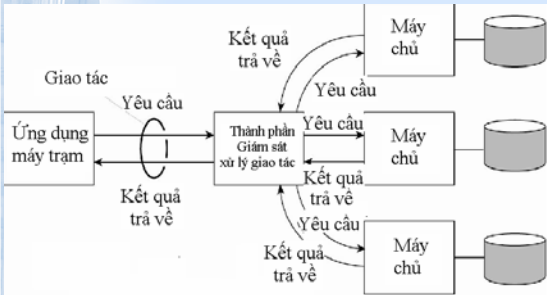 Giao tác
Ứng dụng
máy trạm
Yêu cầu
Kết quả
trả về
Thành phần
Giám sát
xử lý giao tác
Kết quả
trả về
Yêu cầu
Máy
chủ
Yêu cầu
Kết quả
trả về
Máy
chủ
Yêu cầu
Kết quả
trả về
Máy
chủ